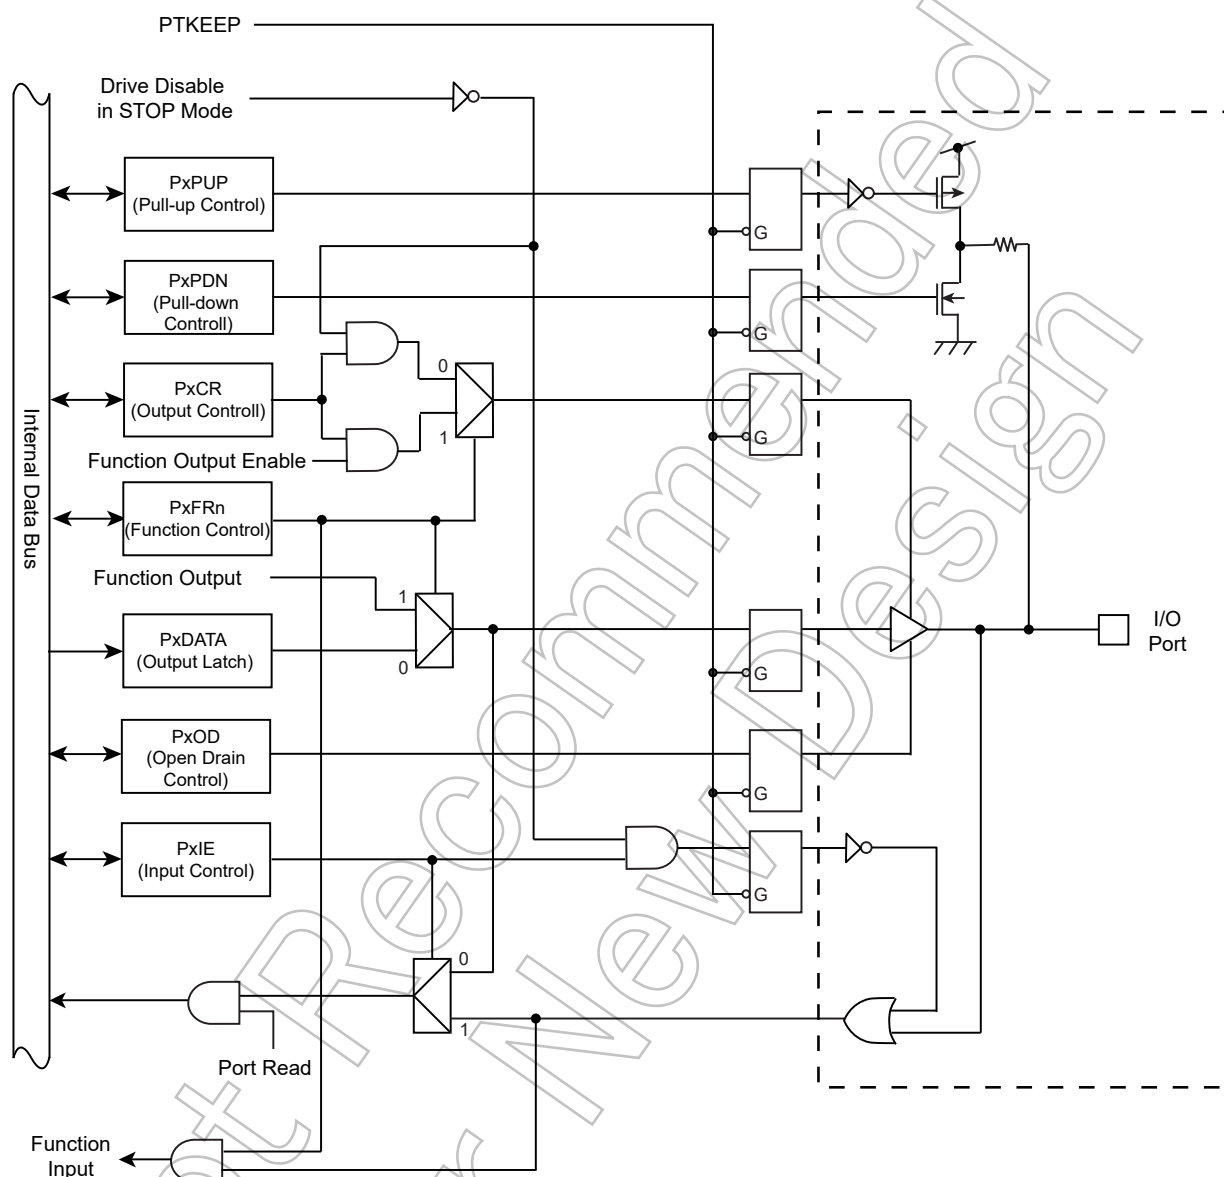 PTKEEP
Drive Disable
in STOP Mode
PxPUP
(Pull-up Control)
G
PxPDN
(Pull-down
Controll)
G
PxCR
(Output Controll)
0
1
G
Function Output Enable
PxFRn
(Function Control)
Internal Data Bus
Function Output
1
0
PxDATA
(Output Latch)
G
I/O
Port
PxOD
(Open Drain
Control)
G
PxIE
(Input Control)
G
0
1
Port Read
Function
Input
t Recommended
r New Design